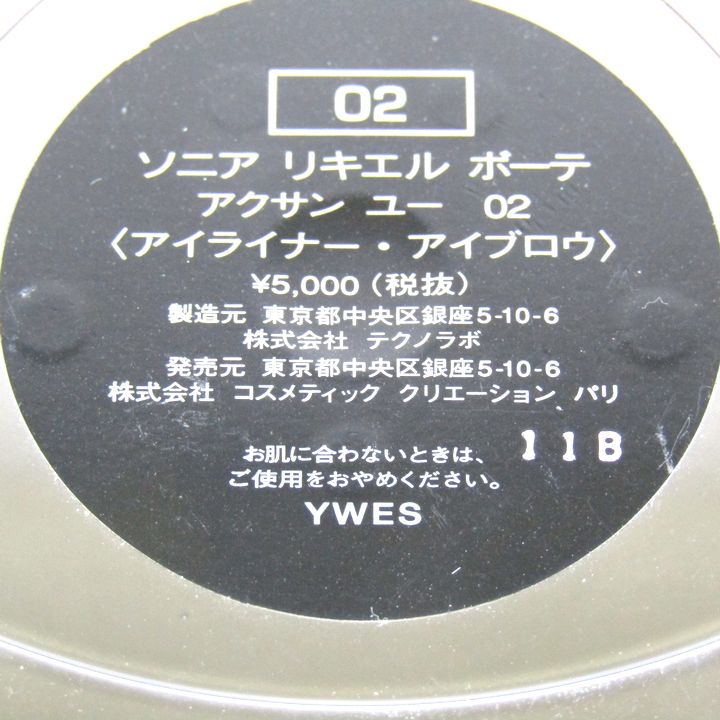 02
ソニア リキエル ボーテ
アクサン ユー 02
〈アイライナー・アイブロウ〉
¥5,000(税抜)
製造元 東京都中央区銀座5-10-6
株式会社 テクノラボ
発売元 東京都中央区銀座5-10-6
株式会社 コスメティック クリエーション パリ
118
お肌に合わないときは、
ご使用をおやめください。
YWES